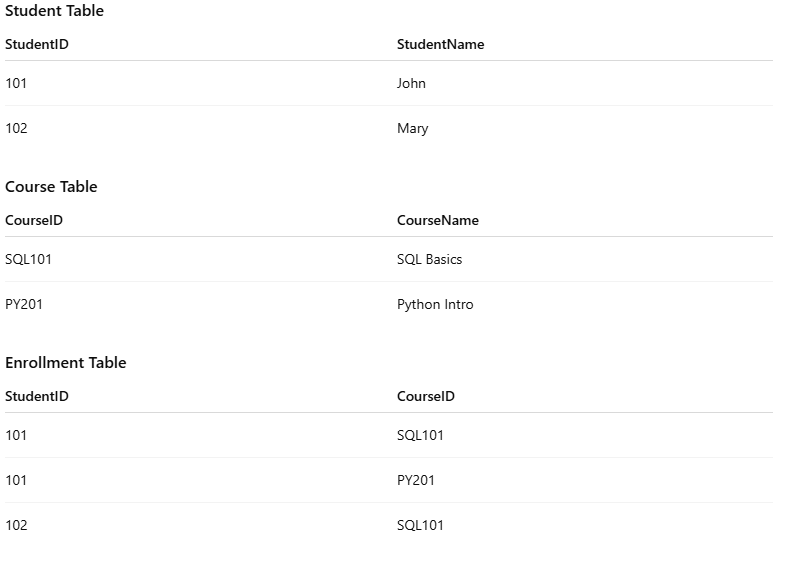 Student Table
StudentID StudentName
101 John
102 Mary
Course Table
CourseID CourseName
SQL101 SQL Basics
PY201 Python Intro
Enrollment Table
StudentID CourseID
101 SQL101
101 PY201
102 SQL101